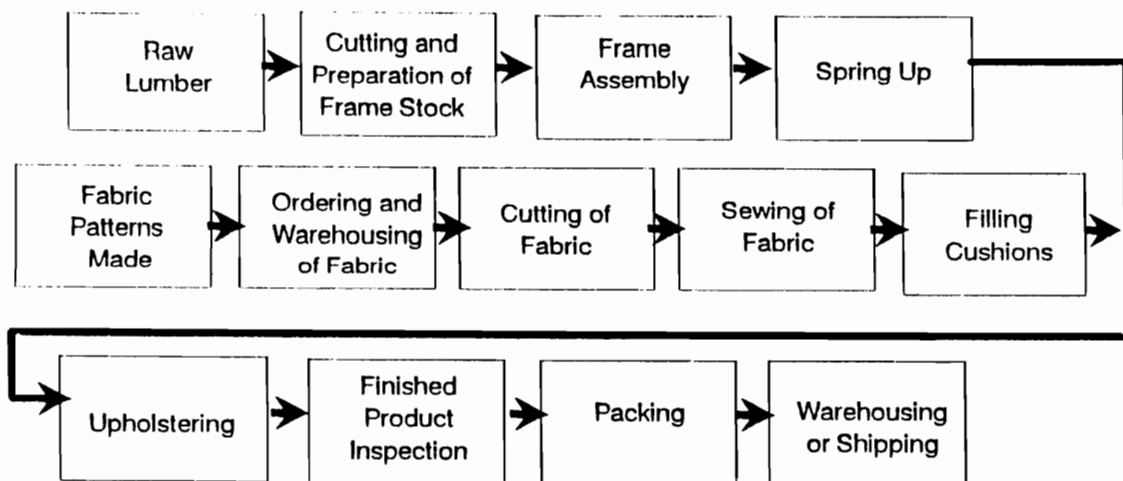 Raw
Lumber
Cutting and
Preparation of
Frame Stock
Frame
Assembly
Spring Up
Fabric
Patterns
Made
Ordering and
Warehousing
of Fabric
Cutting of
Fabric
Sewing of
Fabric
Filling
Cushions
Upholstering
Finished
Product
Inspection
Packing
Warehousing
or Shipping